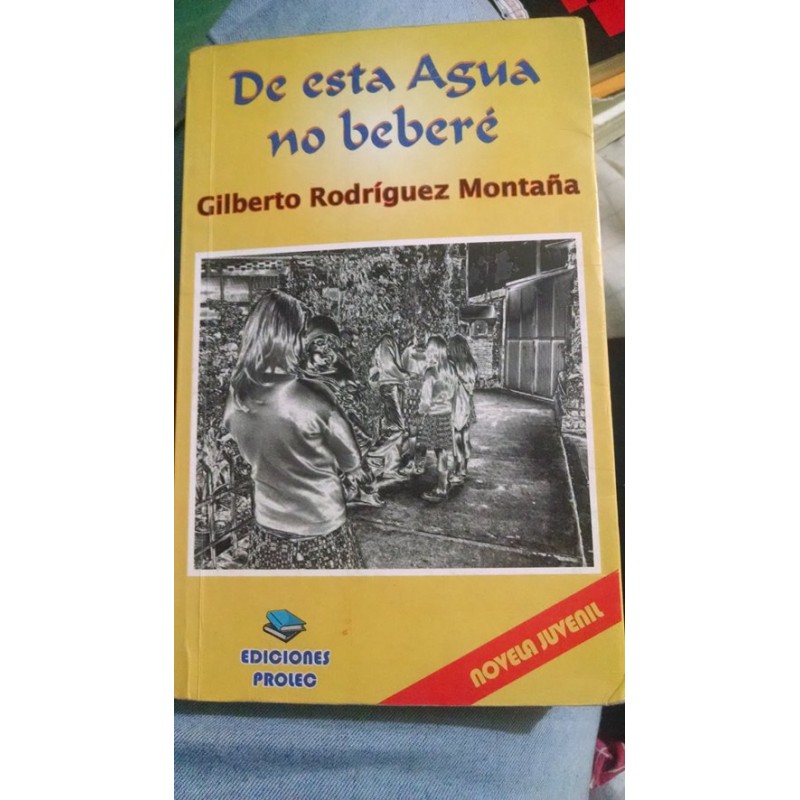 De esta Agua
no beberé
Gilberto Rodríguez Montaña
EDICIONES
PROLEC
NOVELA JUVENIL